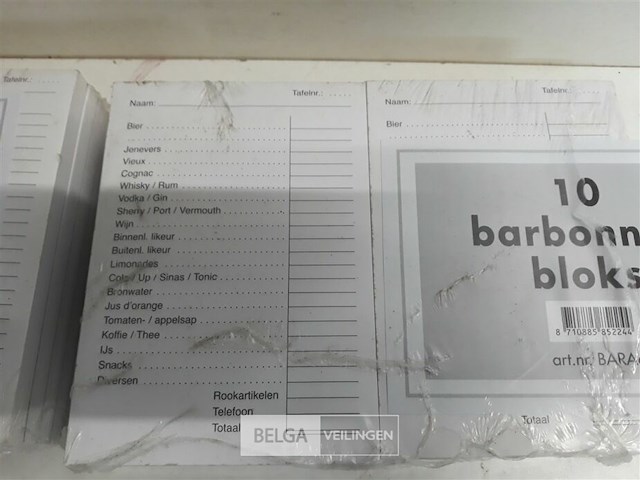 Tafelnr.: .....
Tafelnr.: .....
Naam:
Bier
Jenevers
Vieux
Cognac
Whisky / Rum
Vodka / Gin
Sherry / Port / Vermouth
Wijn
Binnenl. likeur
Buitenl. likeur
Limonades
Cola / Up / Sinas / Tonic
Bronwater
Jus d'orange
Tomaten- / appelsap
Koffie / Thee
IJs
Snacks
Diversen
Rookartikelen
Telefoon
Totaal
Tafelnr.: .....
Naam:
Bier
10
barbonn
bloks
8 710885 852244
art.nr. BARA
Totaal
BELGA VEILINGEN